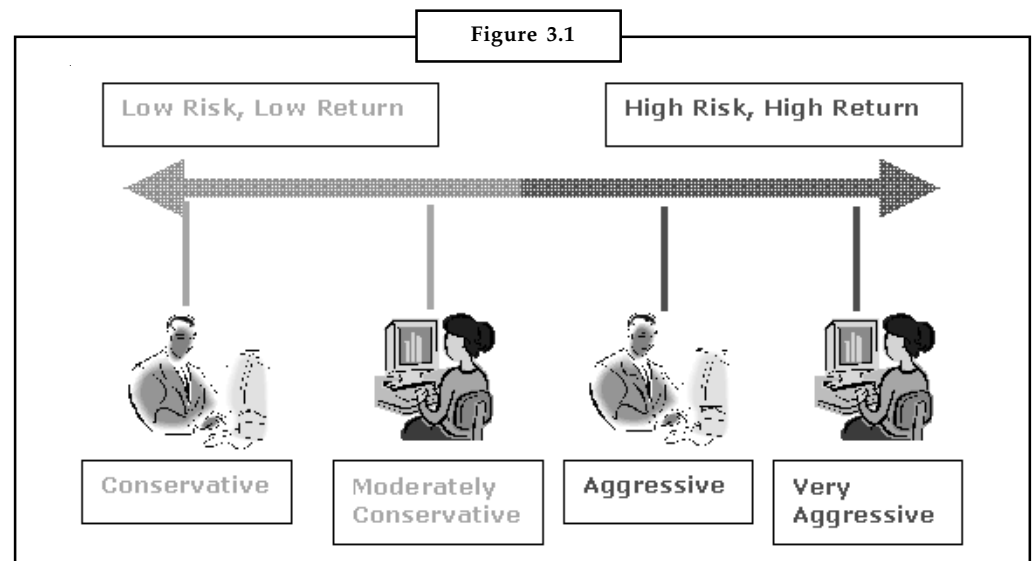 Figure 3.1
Low Risk, Low Return
High Risk, High Return
Conservative
Moderately
Conservative
Aggressive
Very
Aggressive